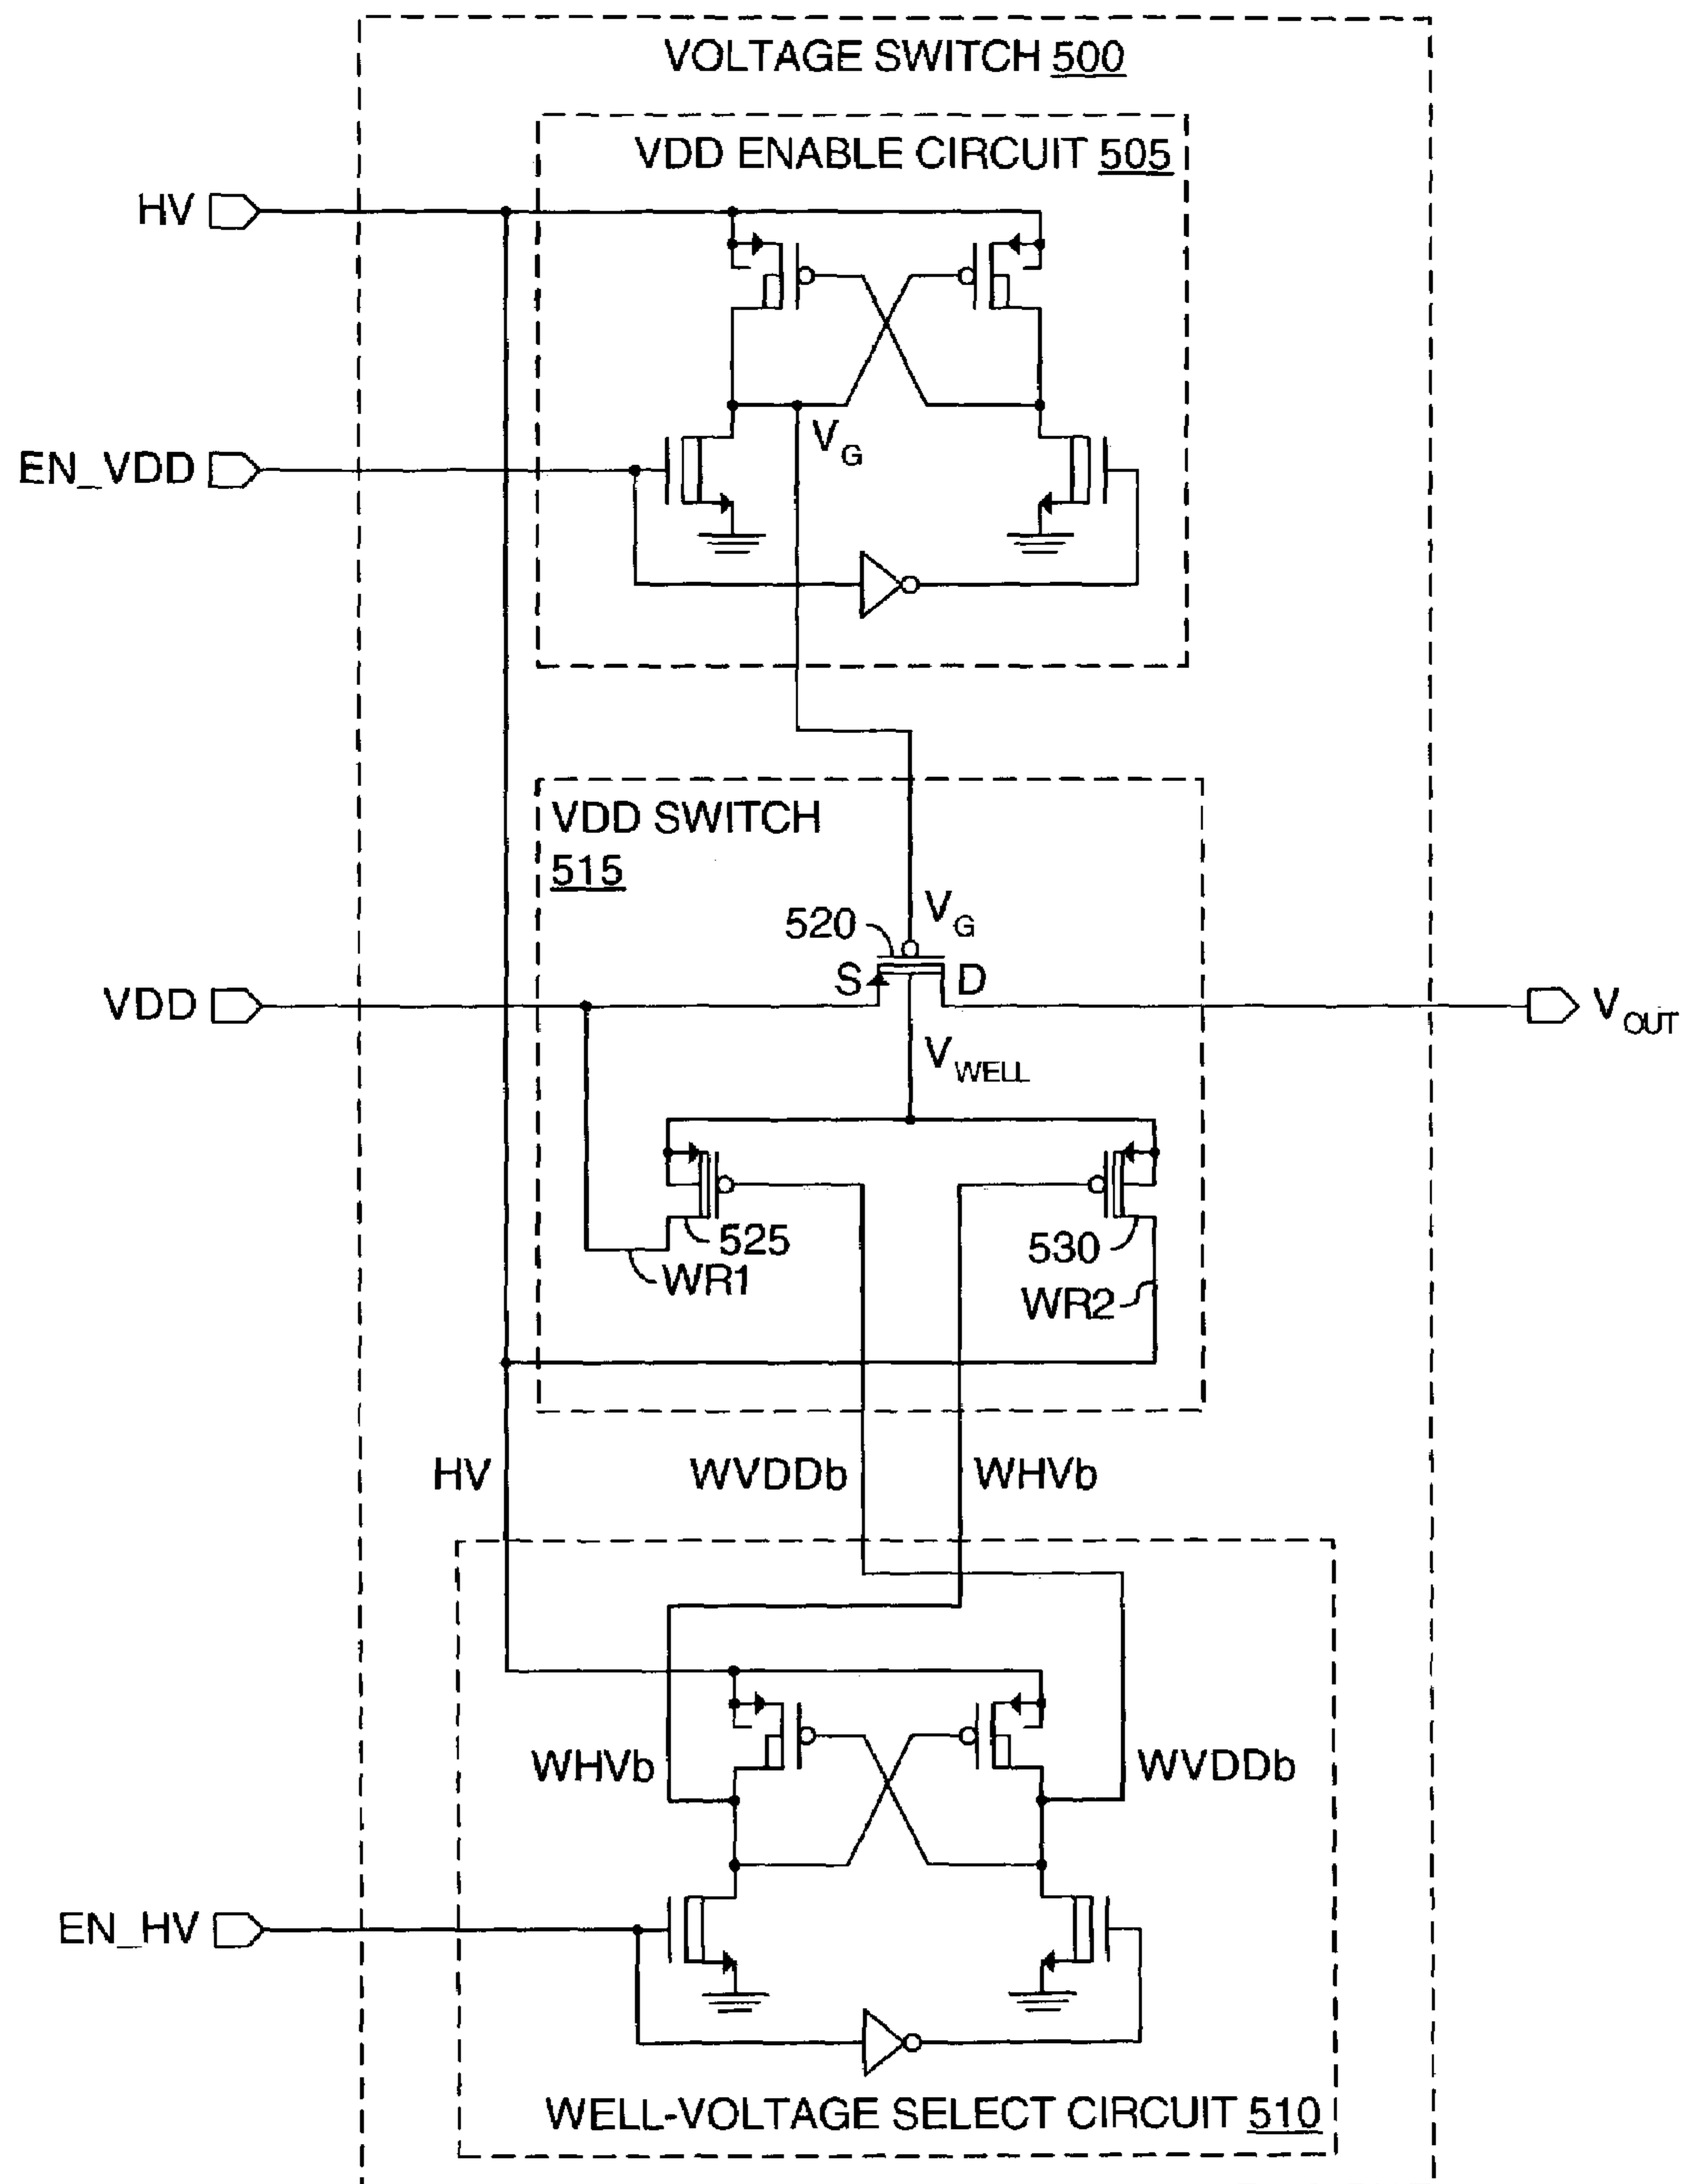 VOLTAGE SWITCH 500
VDD ENABLE CIRCUIT 505
HV
VG
EN_VDD
VDD SWITCH
515
VG
520
S
D
VDD
VOUT
VWELL
525
530
WR1
WR2
HV
WVDDb
WHVb
WHVb
WVDDb
EN_HV
WELL-VOLTAGE SELECT CIRCUIT 510